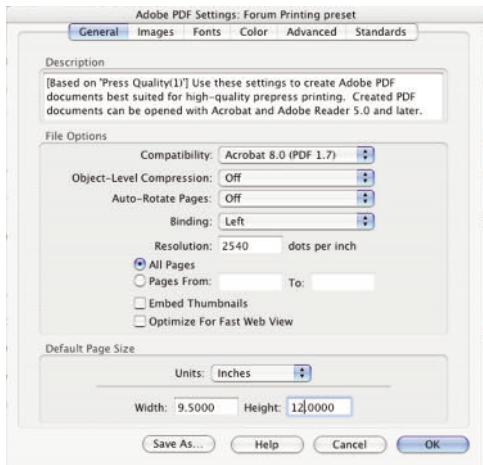 Adobe PDF Settings: Forum Printing preset
General Images Fonts Color Advanced Standards
Description
[Based on 'Press Quality(1)'] Use these settings to create Adobe PDF
documents best suited for high-quality prepress printing. Created PDF
documents can be opened with Acrobat and Adobe Reader 5.0 and later.
File Options
Compatibility: Acrobat 8.0 (PDF 1.7)
Object-Level Compression: Off
Auto-Rotate Pages: Off
Binding: Left
Resolution: 2540 dots per inch
All Pages
Pages From: To:
Embed Thumbnails
Optimize For Fast Web View
Default Page Size
Units: Inches
Width: 9.5000 Height: 12.0000
Save As... Help Cancel OK